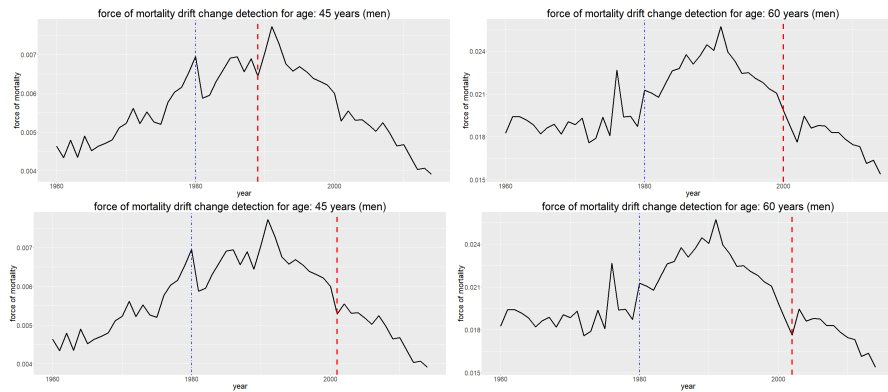 force of mortality drift change detection for age: 45 years (men)
force of mortality
0.007
0.006
0.005
0.004
1960
1980
2000
year
force of mortality drift change detection for age: 60 years (men)
force of mortality
0.024
0.021
0.018
0.015
1960
1980
2000
year
force of mortality drift change detection for age: 45 years (men)
force of mortality
0.007
0.006
0.005
0.004
1960
1980
2000
year
force of mortality drift change detection for age: 60 years (men)
force of mortality
0.024
0.021
0.018
0.015
1960
1980
2000
year